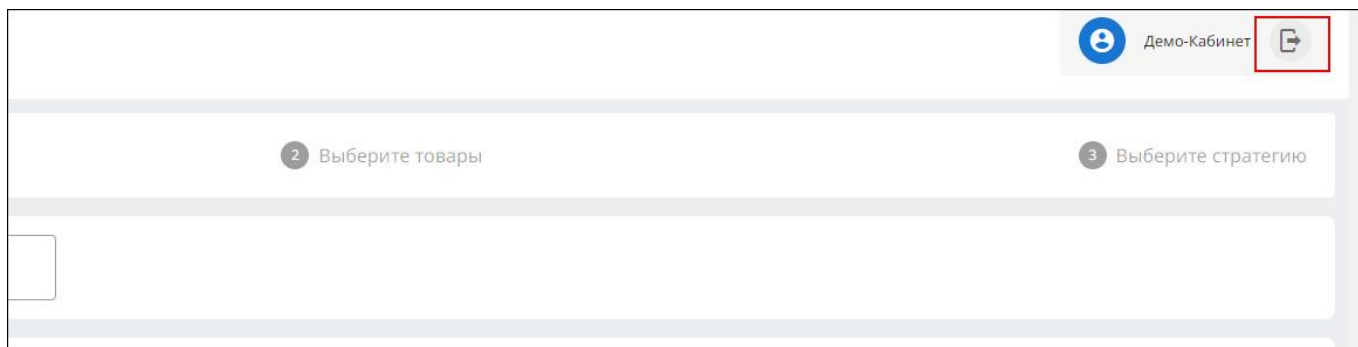 Демо-Кабинет
2 Выберите товары
3 Выберите стратегию